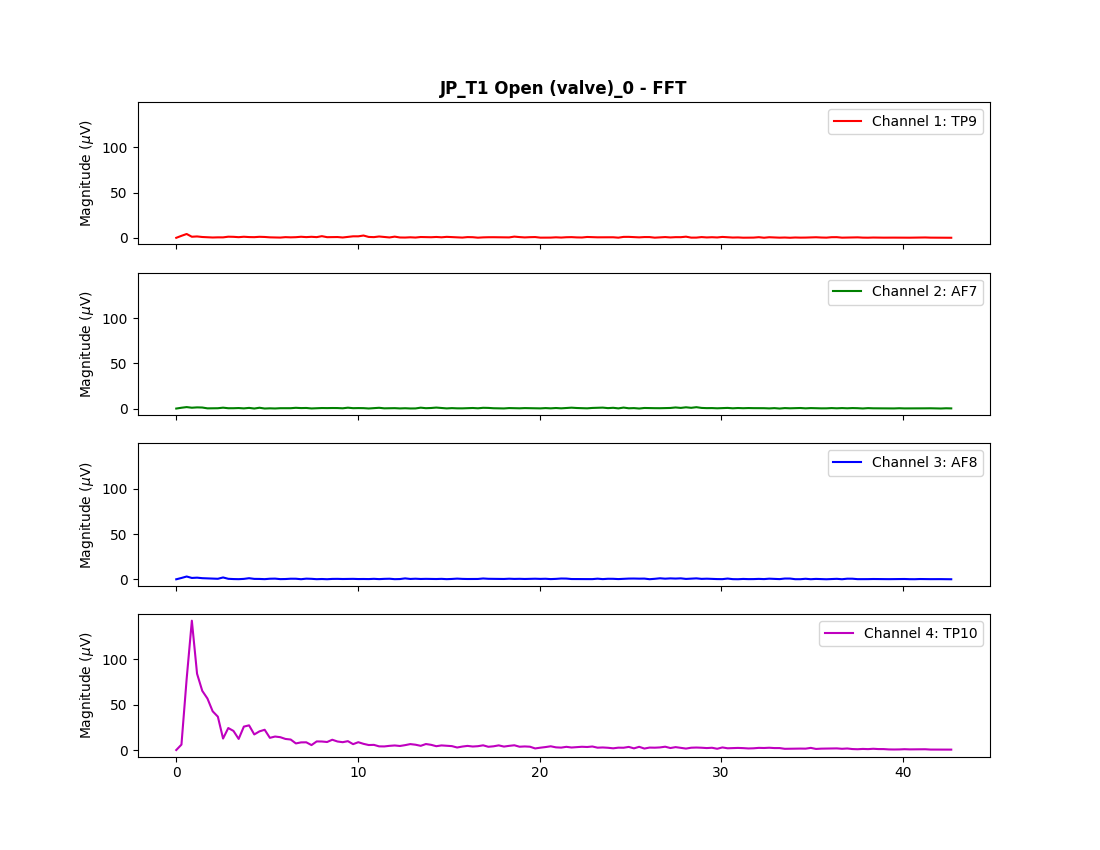 JP_T1 Open (valve)_0 - FFT
Magnitude (μV)
100
50
0
Channel 1: TP9
Magnitude (μV)
100
50
0
Channel 2: AF7
Magnitude (μV)
100
50
0
Channel 3: AF8
Magnitude (μV)
100
50
0
Channel 4: TP10
0 10 20 30 40